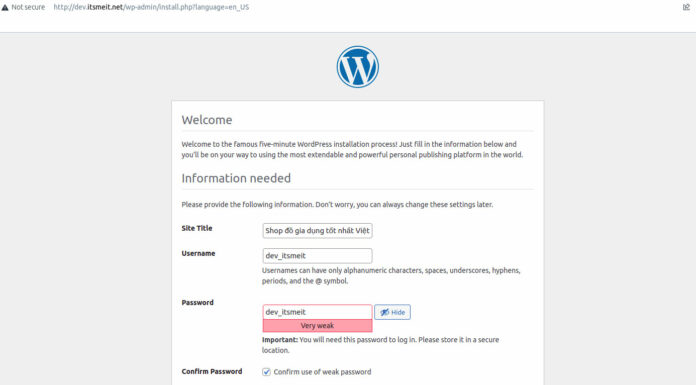 Not secure http://dev.itsmeit.net/wp-admin/install.php?language=en_US
Welcome
Welcome to the famous five-minute WordPress installation process! Just fill in the information below and
you'll be on your way to using the most extendable and powerful personal publishing platform in the world.
Information needed
Please provide the following information. Don't worry, you can always change these settings later.
Site Title Shop đồ gia dụng tốt nhất Việt
Username dev_itsmeit
Usernames can have only alphanumeric characters, spaces, underscores, hyphens,
periods, and the @ symbol.
Password
dev_itsmeit Hide
Very weak
Important: You will need this password to log in. Please store it in a secure
location.
Confirm Password Confirm use of weak password